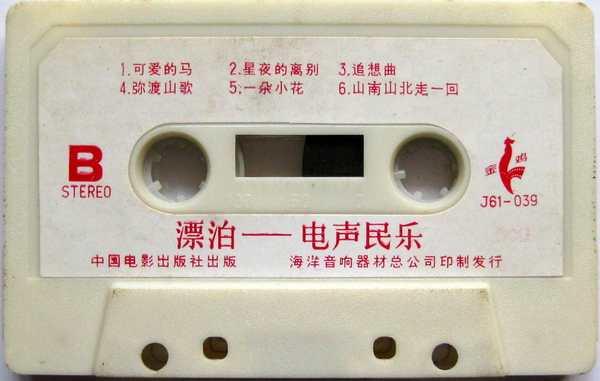 1.可爱的马 2.星夜的离别 3.追想曲
4.弥渡山歌 5.一朵小花 6.山南山北走一回
B
STEREO
金鸡
J61-039
漂泊——电声民乐
中国电影出版社出版 海洋音响器材总公司印制发行